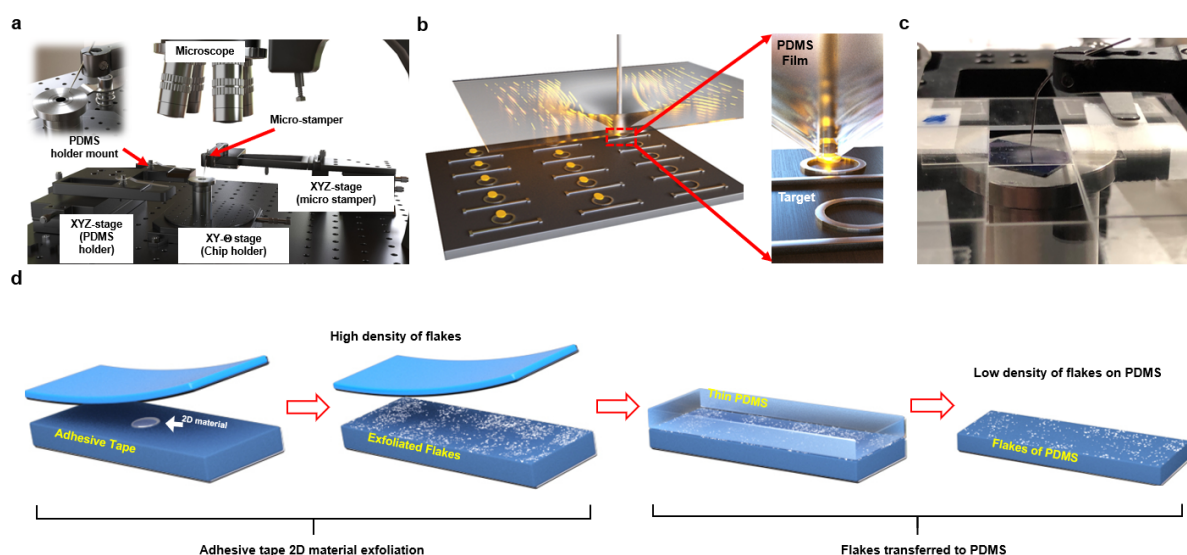 a
Microscope
Micro-stamper
PDMS
holder mount
XYZ-stage
(micro stamper)
XYZ-stage
(PDMS
holder)
XY-Θ stage
(Chip holder)
b
PDMS
Film
Target
c
d
High density of flakes
Low density of flakes on PDMS
2D material
Adhesive Tape
Exfoliated Flakes
Thin PDMS
Flakes of PDMS
Adhesive tape 2D material exfoliation
Flakes transferred to PDMS